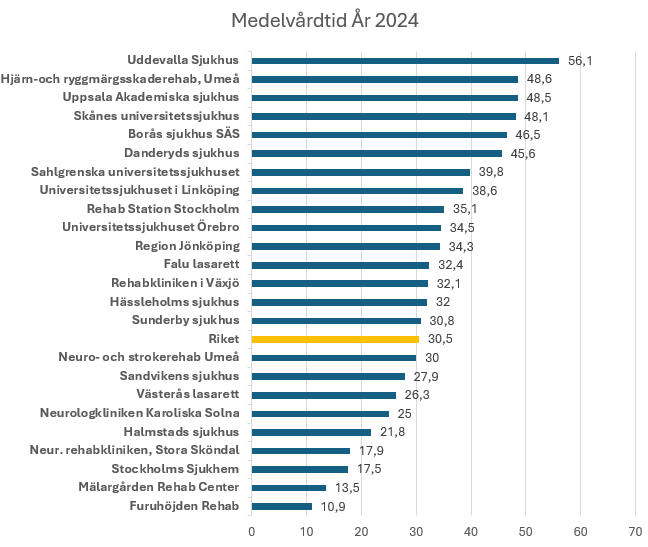 Medelvårdtid År 2024
Uddevalla Sjukhus 56,1
Hjärn-och ryggmärgsskaderehab, Umeå 48,6
Uppsala Akademiska sjukhus 48,5
Skånes universitetssjukhus 48,1
Borås sjukhus SÄS 46,5
Danderyds sjukhus 45,6
Sahlgrenska universitetssjukhuset 39,8
Universitetssjukhuset i Linköping 38,6
Rehab Station Stockholm 35,1
Universitetssjukhuset Örebro 34,5
Region Jönköping 34,3
Falu lasarett 32,4
Rehabkliniken i Växjö 32,1
Hässleholms sjukhus 32
Sunderby sjukhus 30,8
Riket 30,5
Neuro- och strokerehab Umeå 30
Sandvikens sjukhus 27,9
Västerås lasarett 26,3
Neurologkliniken Karoliska Solna 25
Halmstads sjukhus 21,8
Neur. rehabkliniken, Stora Sköndal 17,9
Stockholms Sjukhem 17,5
Mälargården Rehab Center 13,5
Furuhöjden Rehab 10,9
0 10 20 30 40 50 60 70